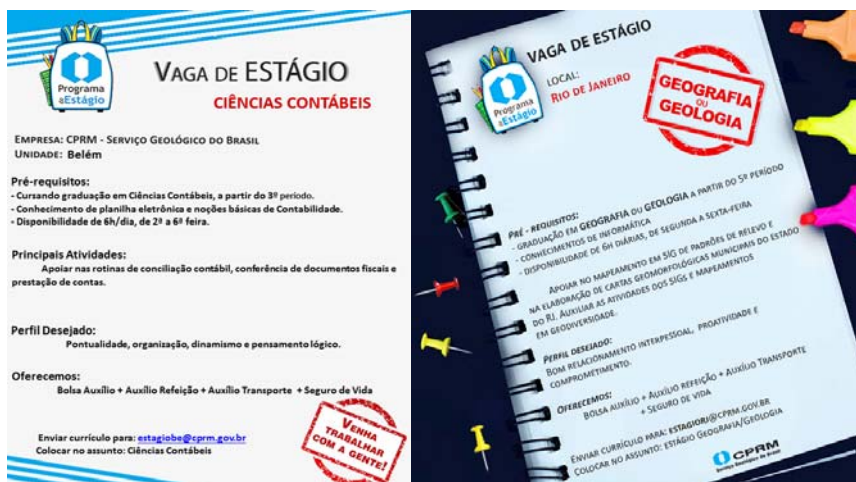 Programa
eEstágio
VAGA DE ESTÁGIO
CIÊNCIAS CONTÁBEIS
EMPRESA: CPRM - SERVIÇO GEOLÓGICO DO BRASIL
UNIDADE: Belém
Pré-requisitos:
- Cursando graduação em Ciências Contábeis, a partir do 3º período.
- Conhecimento de planilha eletrônica e noções básicas de Contabilidade.
- Disponibilidade de 6h/dia, de 2ª a 6ª feira.
Principais Atividades:
Apoiar nas rotinas de conciliação contábil, conferência de documentos fiscais e
prestação de contas.
Perfil Desejado:
Pontualidade, organização, dinamismo e pensamento lógico.
Oferecemos:
Bolsa Auxílio + Auxílio Refeição + Auxílio Transporte + Seguro de Vida
Enviar currículo para: estagiobe@cprm.gov.br
Colocar no assunto: Ciências Contábeis
VENHA
TRABALHAR
COM A GENTE!
Programa
eEstágio
VAGA DE ESTÁGIO
LOCAL:
RIO DE JANEIRO
GEOGRAFIA
OU
GEOLOGIA
PRÉ - REQUISITOS:
- GRADUAÇÃO EM GEOGRAFIA OU GEOLOGIA A PARTIR DO 5º PERÍODO
- CONHECIMENTOS DE INFORMÁTICA
- DISPONIBILIDADE DE 6H DIÁRIAS, DE SEGUNDA A SEXTA-FEIRA
APOIAR NO MAPEAMENTO EM SIG DE PADRÕES DE RELEVO E
NA ELABORAÇÃO DE CARTAS GEOMORFOLÓGICAS MUNICIPAIS DO ESTADO
DO RJ. AUXILIAR AS ATIVIDADES DOS SIGS E MAPEAMENTOS
EM GEODIVERSIDADE.
PERFIL DESEJADO:
BOM RELACIONAMENTO INTERPESSOAL, PROATIVIDADE E
COMPROMETIMENTO.
OFERECEMOS:
BOLSA AUXÍLIO + AUXÍLIO REFEIÇÃO + AUXÍLIO TRANSPORTE
+ SEGURO DE VIDA
ENVIAR CURRÍCULO PARA: ESTAGIORJ@CPRM.GOV.BR
COLOCAR NO ASSUNTO: ESTÁGIO GEOGRAFIA/GEOLOGIA
CPRM
Serviço Geológico do Brasil